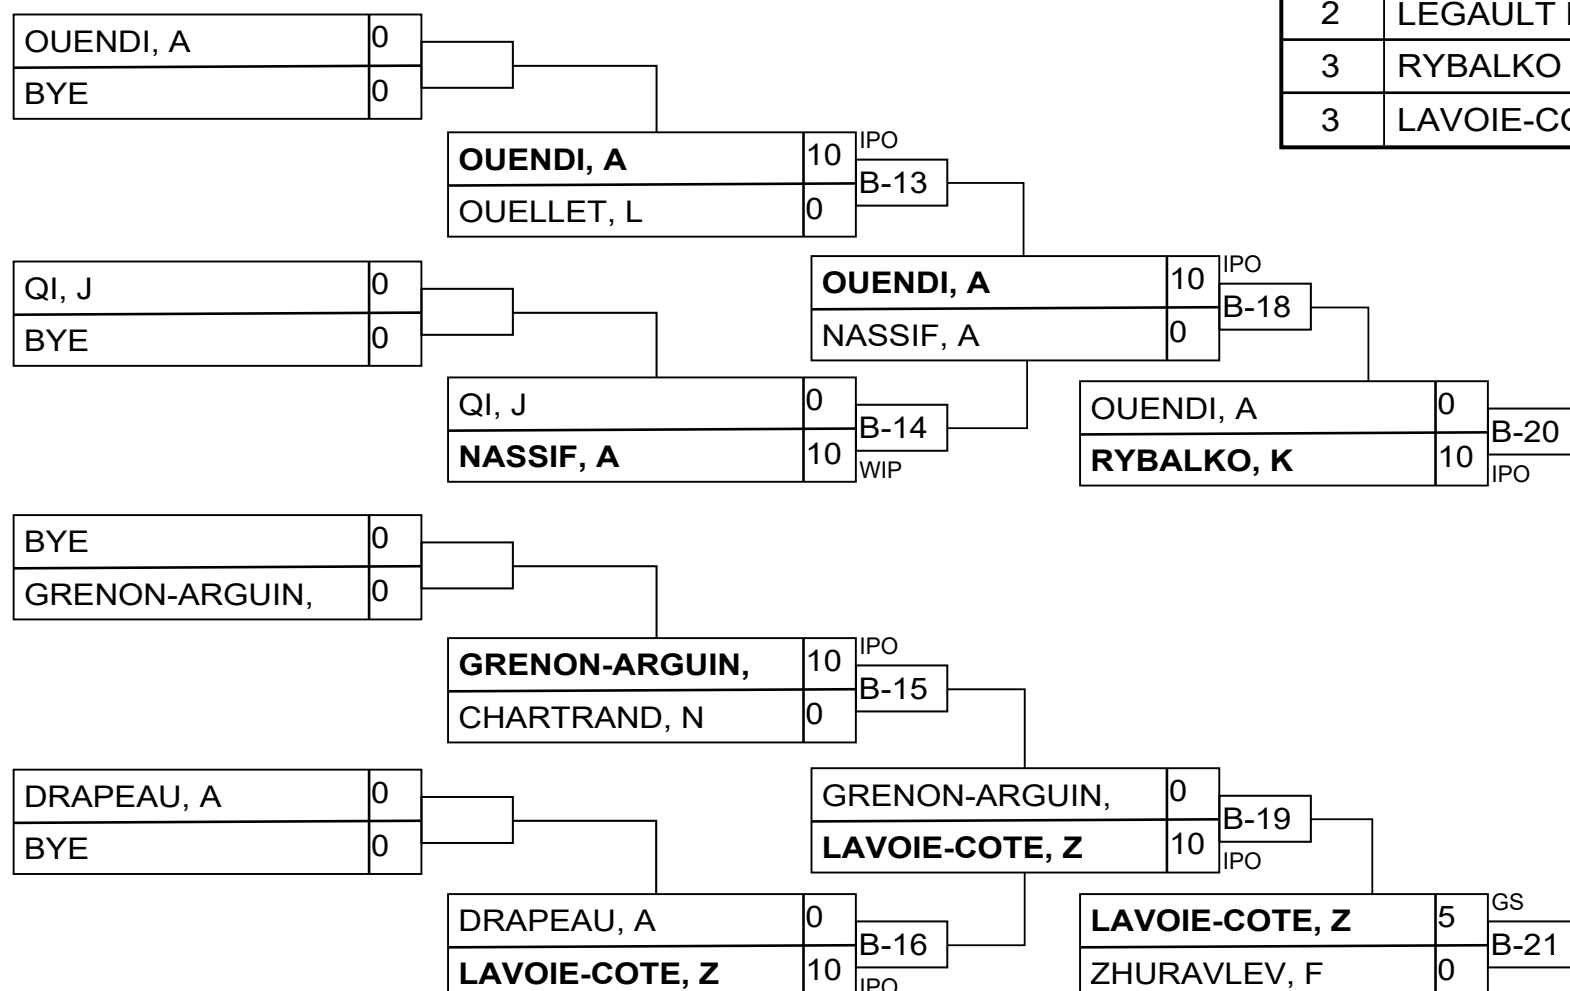 2 LEGAULT
3 RYBALKO
3
OUENDI, A 0
BYE 0
OUENDI, A 10 IPO
B-13
OUELLET, L 0
QI, J 0
BYE 0
OUENDI, A 10 IPO
B-18
NASSIF, A 0
QI, J 0
B-14
NASSIF, A 10 WIP
OUENDI, A 0
B-20
RYBALKO, K 10 IPO
BYE 0
GRENON-ARGUIN, 0
GRENON-ARGUIN, 10 IPO
B-15
CHARTRAND, N 0
DRAPEAU, A 0
BYE 0
GRENON-ARGUIN, 0
B-19
LAVOIE-COTE, Z 10 IPO
DRAPEAU, A 0
B-16
LAVOIE-COTE, Z 10 IPO
LAVOIE-COTE, Z 5 GS
B-21
ZHURAVLEV, F 0